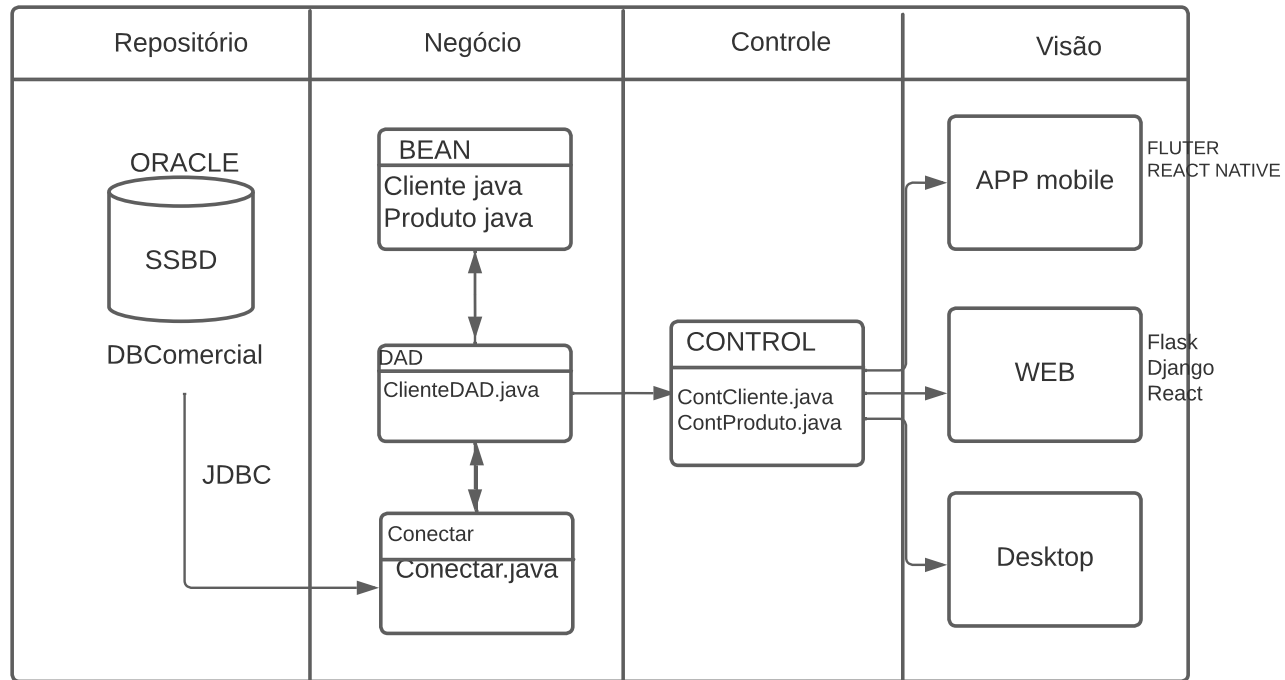 Repositório
Negócio
Controle
Visão
ORACLE
SSBD
DBComercial
JDBC
BEAN
Cliente java
Produto java
DAD
ClienteDAD.java
Conectar
Conectar.java
CONTROL
ContCliente.java
ContProduto.java
APP mobile
FLUTER
REACT NATIVE
WEB
Flask
Django
React
Desktop